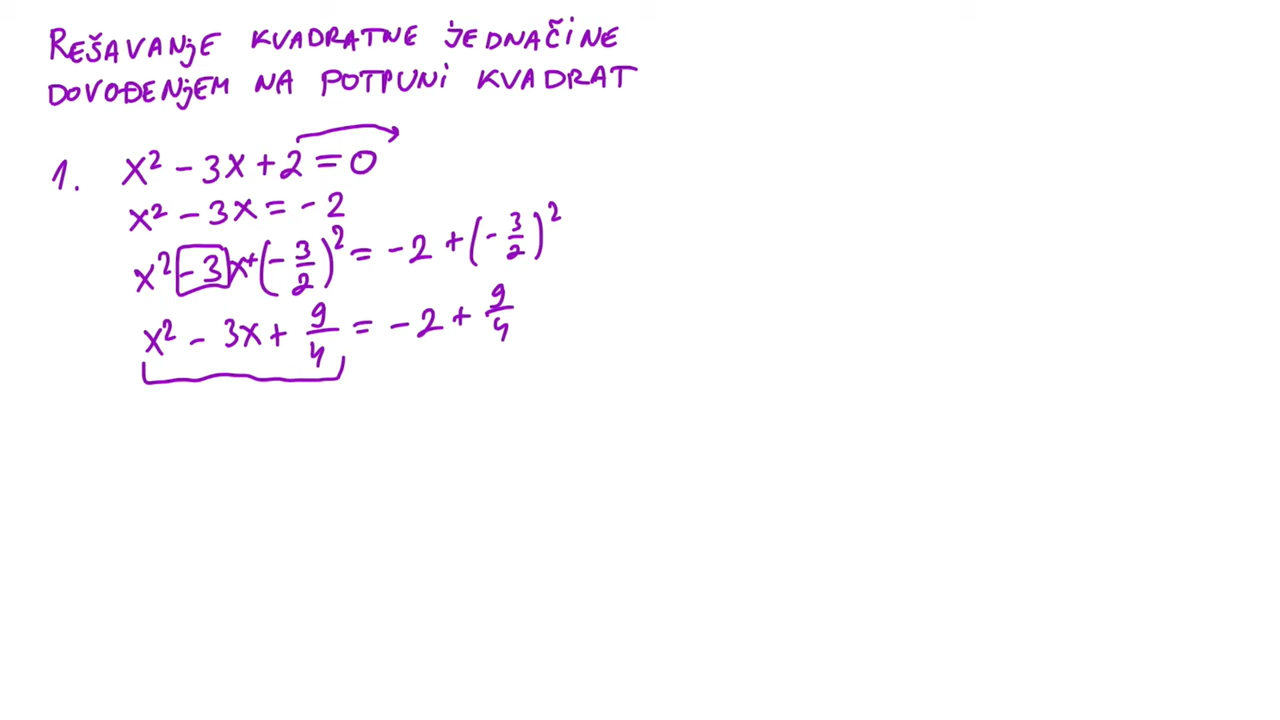 REŠAVANJE KVADRATNE JEDNAČINE
DOVOĐENJEM NA POTPUNI KVADRAT
1. x² - 3x + 2 = 0
x² - 3x = - 2
x² - 3x + (- 3/2)² = - 2 + (- 3/2)²
x² - 3x + 9/4 = - 2 + 9/4